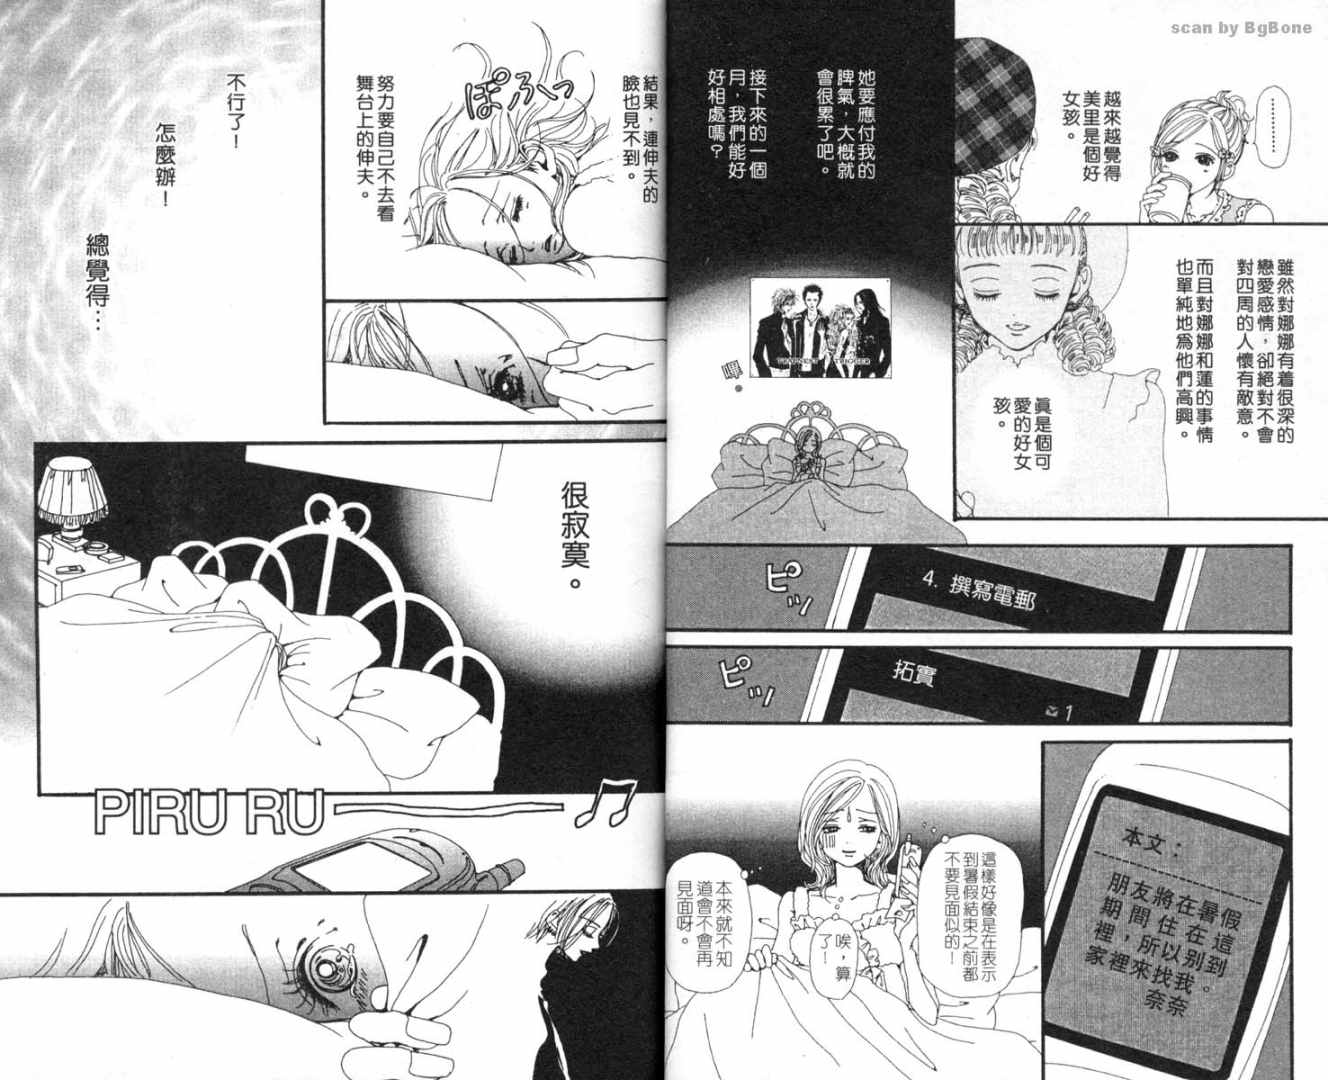 scan by BgBone
…………
越來越覺得
美里是個好
女孩。
雖然對娜娜有着很深的
戀愛感情，卻絕對不會
對四周的人懷有敵意。
而且對娜娜和蓮的事情
也單純地為他們高興。
真是個可
愛的好女
孩。
她要應付我的
脾氣，大概就
會很累了吧。
接下來的一個
月，我們能好
好相處嗎？
TRAPNEST TRIGGER
嗶
4. 撰寫電郵
ピッ
拓實
1
ピッ
本文：
朋友將在暑假
期間住在這
裡，所以別到
家裡來找我。
奈奈
這樣好像是在表示
到暑假結束之前都
不要見面似的！
唉，算
了！
本來就不知
道會不會再
見面呀。
結果，連伸夫的
臉也見不到。
ぽふっ
努力要自己不去看
舞台上的伸夫。
不行了！
怎麼辦！
總覺得…
很寂寞。
PIRU RU